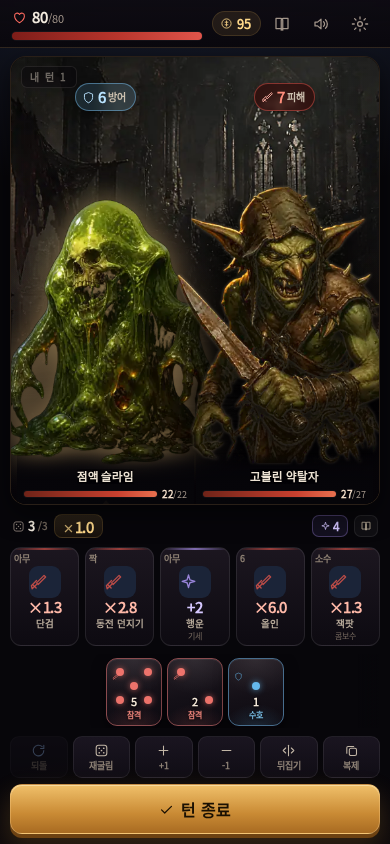 80/80
95
내 턴 1
6 방어
7 피해
점액 슬라임
고블린 약탈자
22/22
27/27
3/3
×1.0
4
아무
짝
아무
6
소수
×1.3
×2.8
+2
×6.0
×1.3
단검
동전 던지기
행운
올인
잭팟
기세
콤보수
5
2
1
잠격
잠격
수호
되돌
재굴림
+1
-1
뒤집기
복제
턴 종료